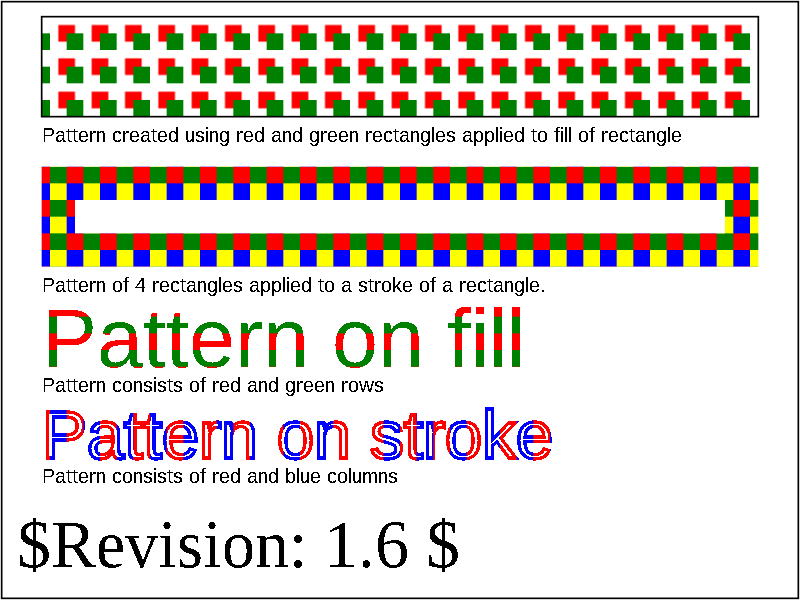 Pattern created using red and green rectangles applied to fill of rectangle
Pattern of 4 rectangles applied to a stroke of a rectangle.
Pattern on fill
Pattern consists of red and green rows
Pattern on stroke
Pattern consists of red and blue columns
$Revision: 1.6 $